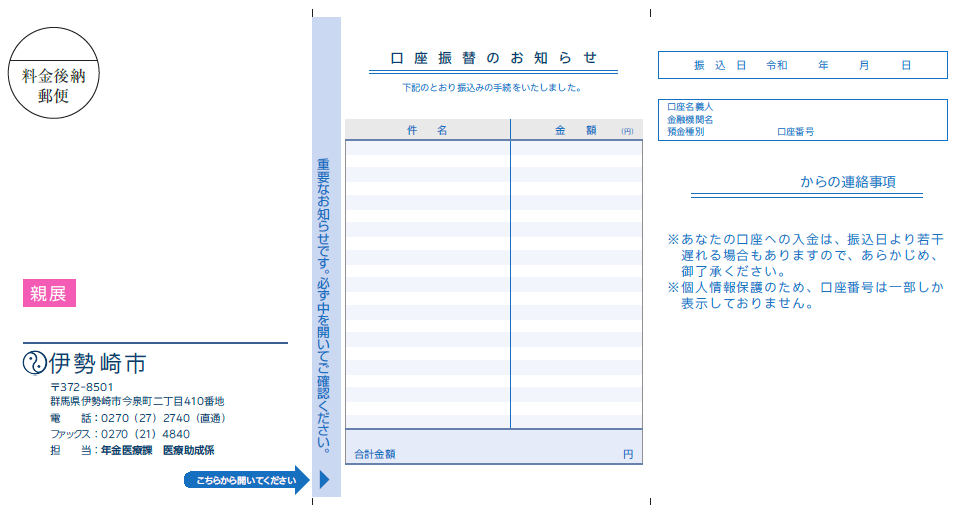 料金後納
郵便
親展
伊勢崎市
〒372-8501
群馬県伊勢崎市今泉町二丁目410番地
電　話：0270（27）2740（直通）
ファックス：0270（21）4840
担　当：年金医療課　医療助成係
こちらから開いてください
重要なお知らせです。必ず中を開いてご確認ください。
口座振替のお知らせ
下記のとおり振込みの手続をいたしました。
件　名　金　額　（円）
合計金額　円
振　込　日　令和　年　月　日
口座名義人
金融機関名
預金種別　口座番号
からの連絡事項
※あなたの口座への入金は、振込日より若干
遅れる場合もありますので、あらかじめ、
御了承ください。
※個人情報保護のため、口座番号は一部しか
表示しておりません。